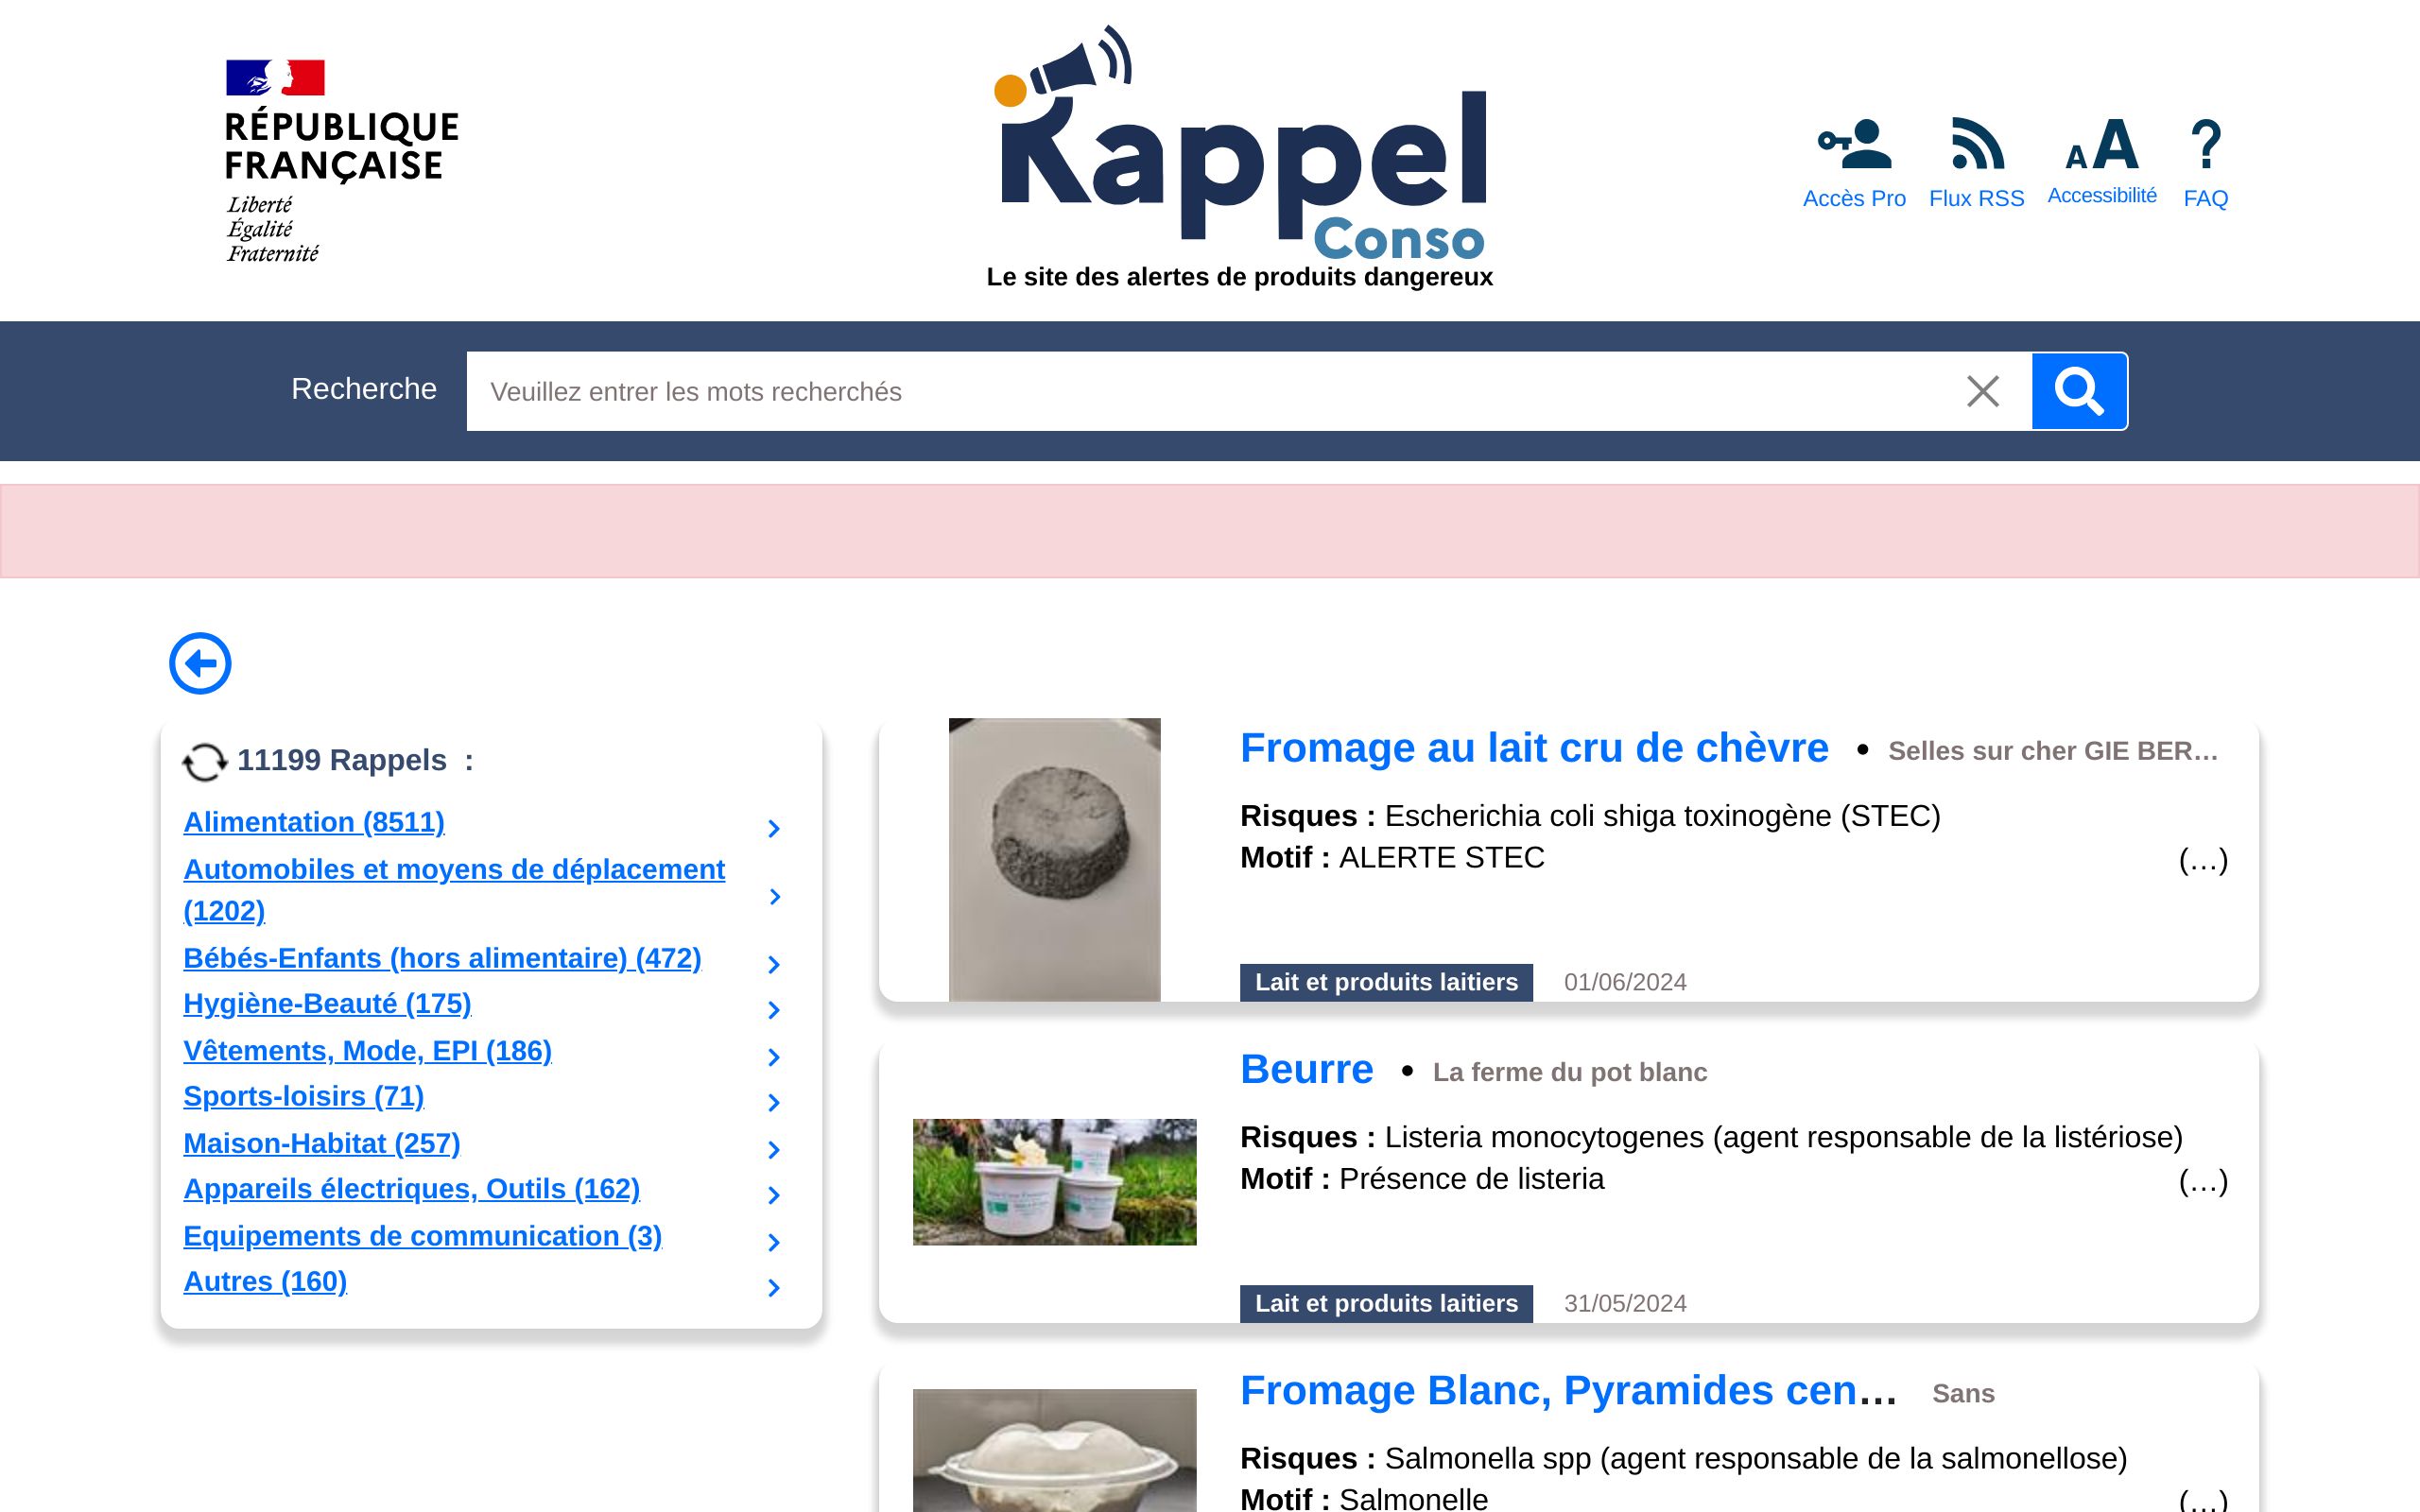 RÉPUBLIQUE
FRANÇAISE
Liberté
Égalité
Fraternité
Rappel
Conso
Le site des alertes de produits dangereux
Accès Pro
Flux RSS
AA
Accessibilité
?
FAQ
Recherche
Veuillez entrer les mots recherchés
11199 Rappels :
Alimentation (8511)
Automobiles et moyens de déplacement
(1202)
Bébés-Enfants (hors alimentaire) (472)
Hygiène-Beauté (175)
Vêtements, Mode, EPI (186)
Sports-loisirs (71)
Maison-Habitat (257)
Appareils électriques, Outils (162)
Equipements de communication (3)
Autres (160)
Fromage au lait cru de chèvre • Selles sur cher GIE BER…
Risques : Escherichia coli shiga toxinogène (STEC)
Motif : ALERTE STEC
(…)
Lait et produits laitiers 01/06/2024
Beurre • La ferme du pot blanc
Risques : Listeria monocytogenes (agent responsable de la listériose)
Motif : Présence de listeria
(…)
Lait et produits laitiers 31/05/2024
Fromage Blanc, Pyramides cen… Sans
Risques : Salmonella spp (agent responsable de la salmonellose)
Motif : Salmonelle
(…)